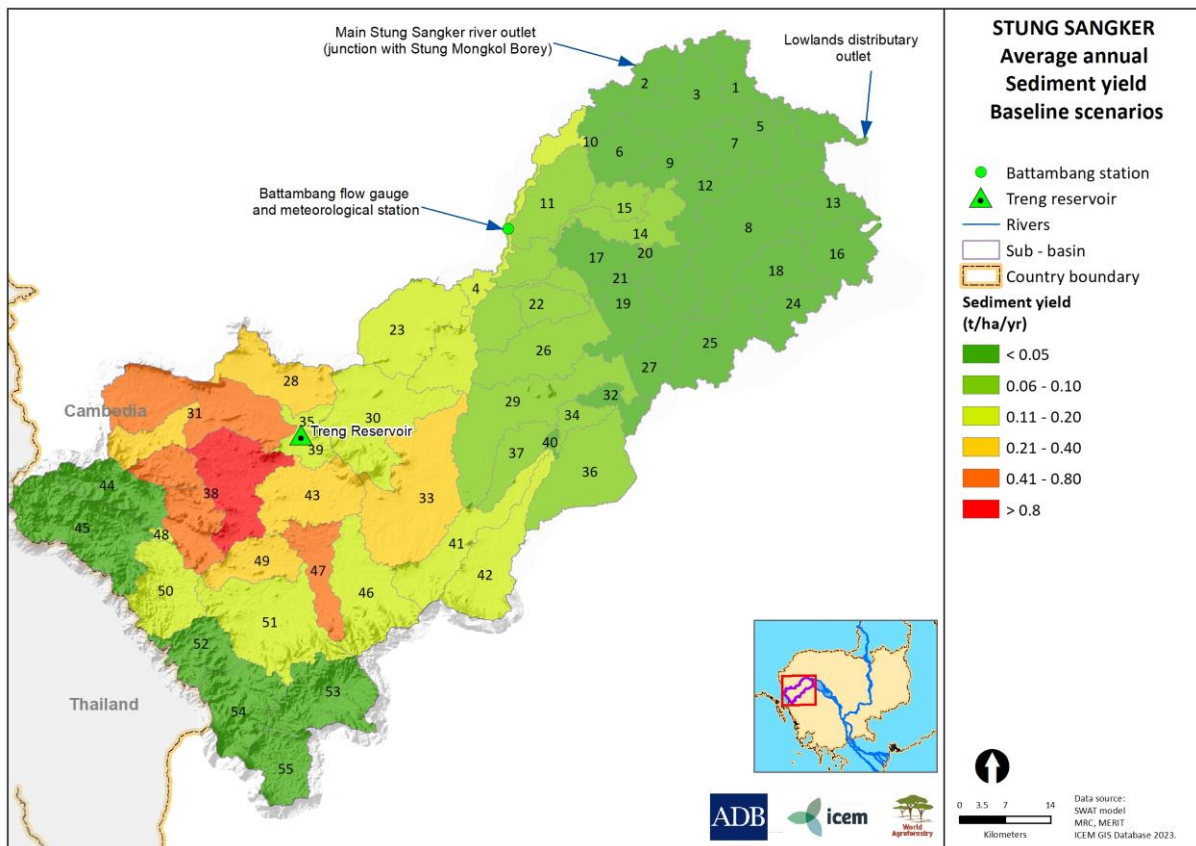 STUNG SANGKER
Average annual
Sediment yield
Baseline scenarios
Main Stung Sangker river outlet
(junction with Stung Mongkol Borey)
Lowlands distributary
outlet
Battambang flow gauge
and meteorological station
1
2
3
5
10
6
9
7
12
11
15
13
14
8
17
20
16
21
18
4
22
19
24
23
26
25
27
28
29
32
30
34
31
35
Cambodia
Treng Reservoir
39
40
37
36
44
38
43
33
45
48
41
49
47
42
50
46
51
52
53
54
55
Thailand
Battambang station
Treng reservoir
Rivers
Sub - basin
Country boundary
Sediment yield
(t/ha/yr)
< 0.05
0.06 - 0.10
0.11 - 0.20
0.21 - 0.40
0.41 - 0.80
> 0.8
0 3.5 7 14
Kilometers
Data source:
SWAT model
MRC, MERIT
ICEM GIS Database 2023.
ADB
icem
World
Agroforestry